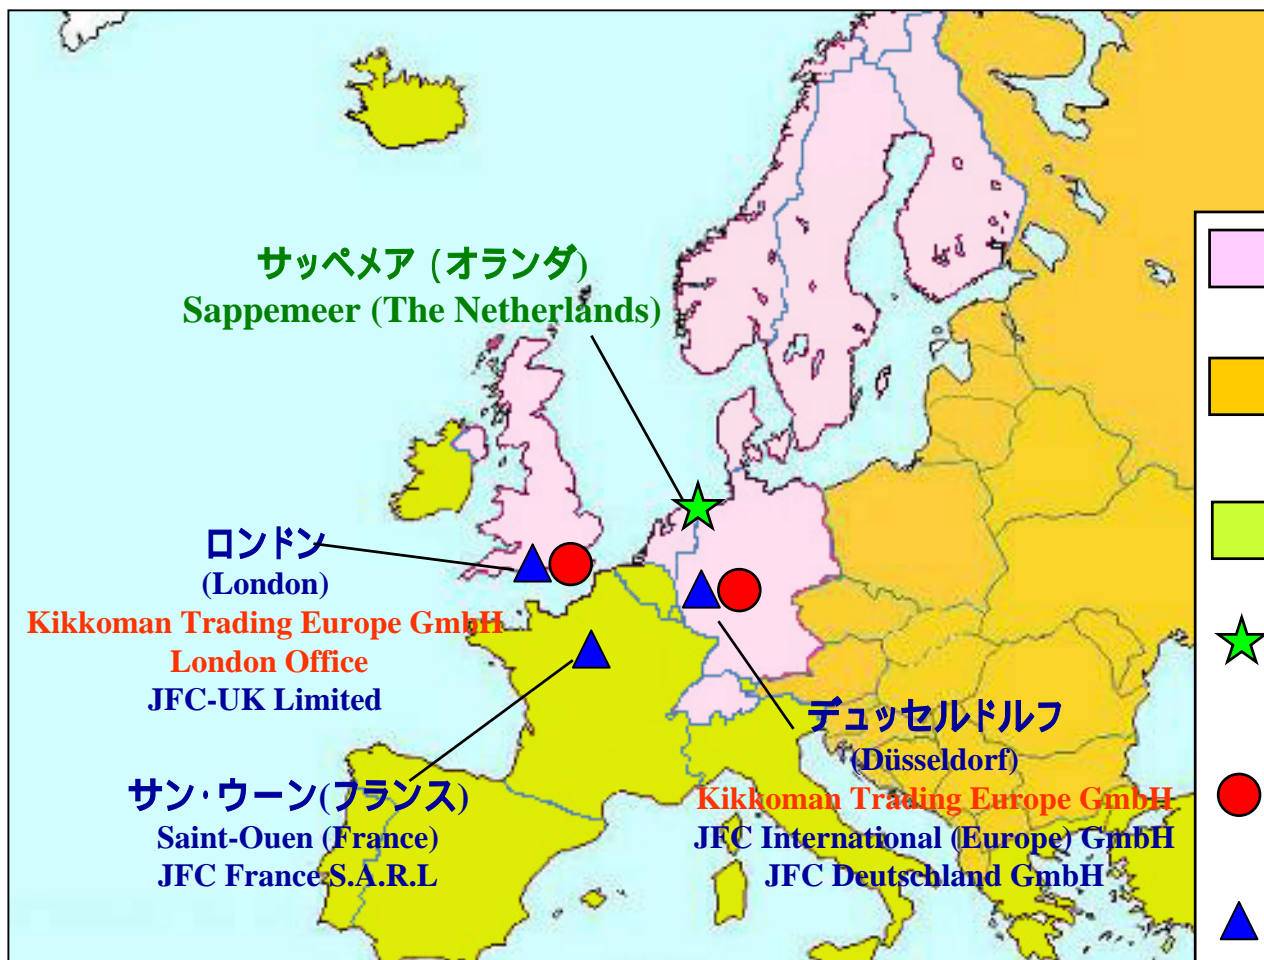 サッペメア (オランダ)
Sappemeer (The Netherlands)
ロンドン
(London)
Kikkoman Trading Europe GmbH
London Office
JFC-UK Limited
サン・ウーン(フランス)
Saint-Ouen (France)
JFC France S.A.R.L
デュッセルドルフ
(Düsseldorf)
Kikkoman Trading Europe GmbH
JFC International (Europe) GmbH
JFC Deutschland GmbH